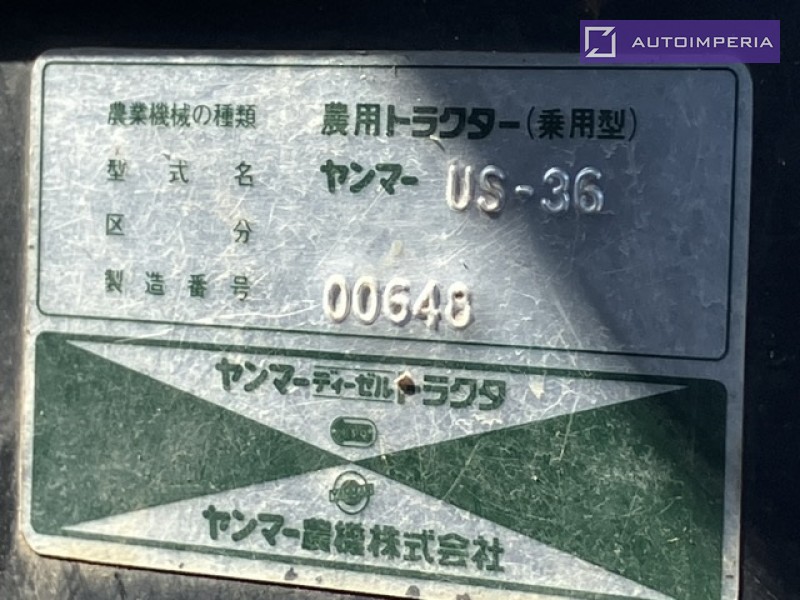 AUTOIMPERIA
農業機械の種類 農用トラクター(乗用型)
型式名 ヤンマー US-36
区分
製造番号 00648
ヤンマーディーゼルトラクタ
ヤンマー農機株式会社